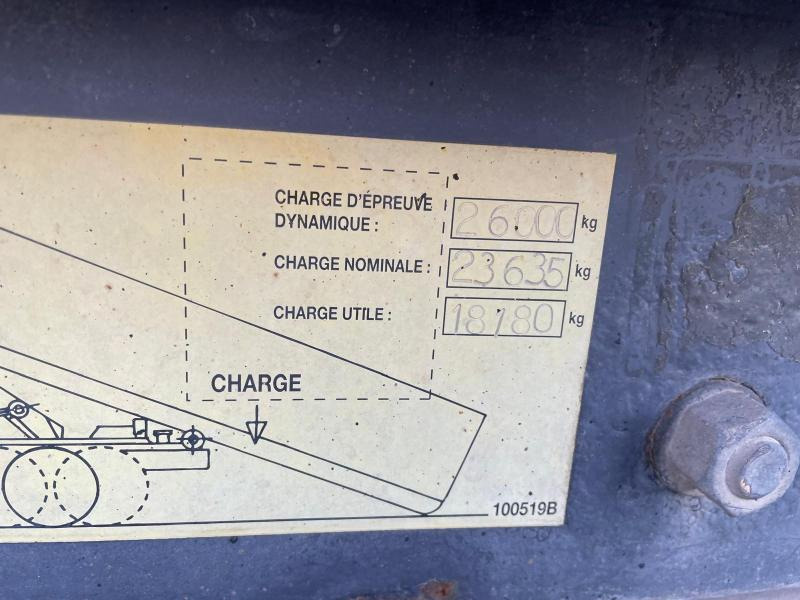 CHARGE D'ÉPREUVE
DYNAMIQUE : 26000 kg
CHARGE NOMINALE : 23635 kg
CHARGE UTILE : 18180 kg
CHARGE
100519B